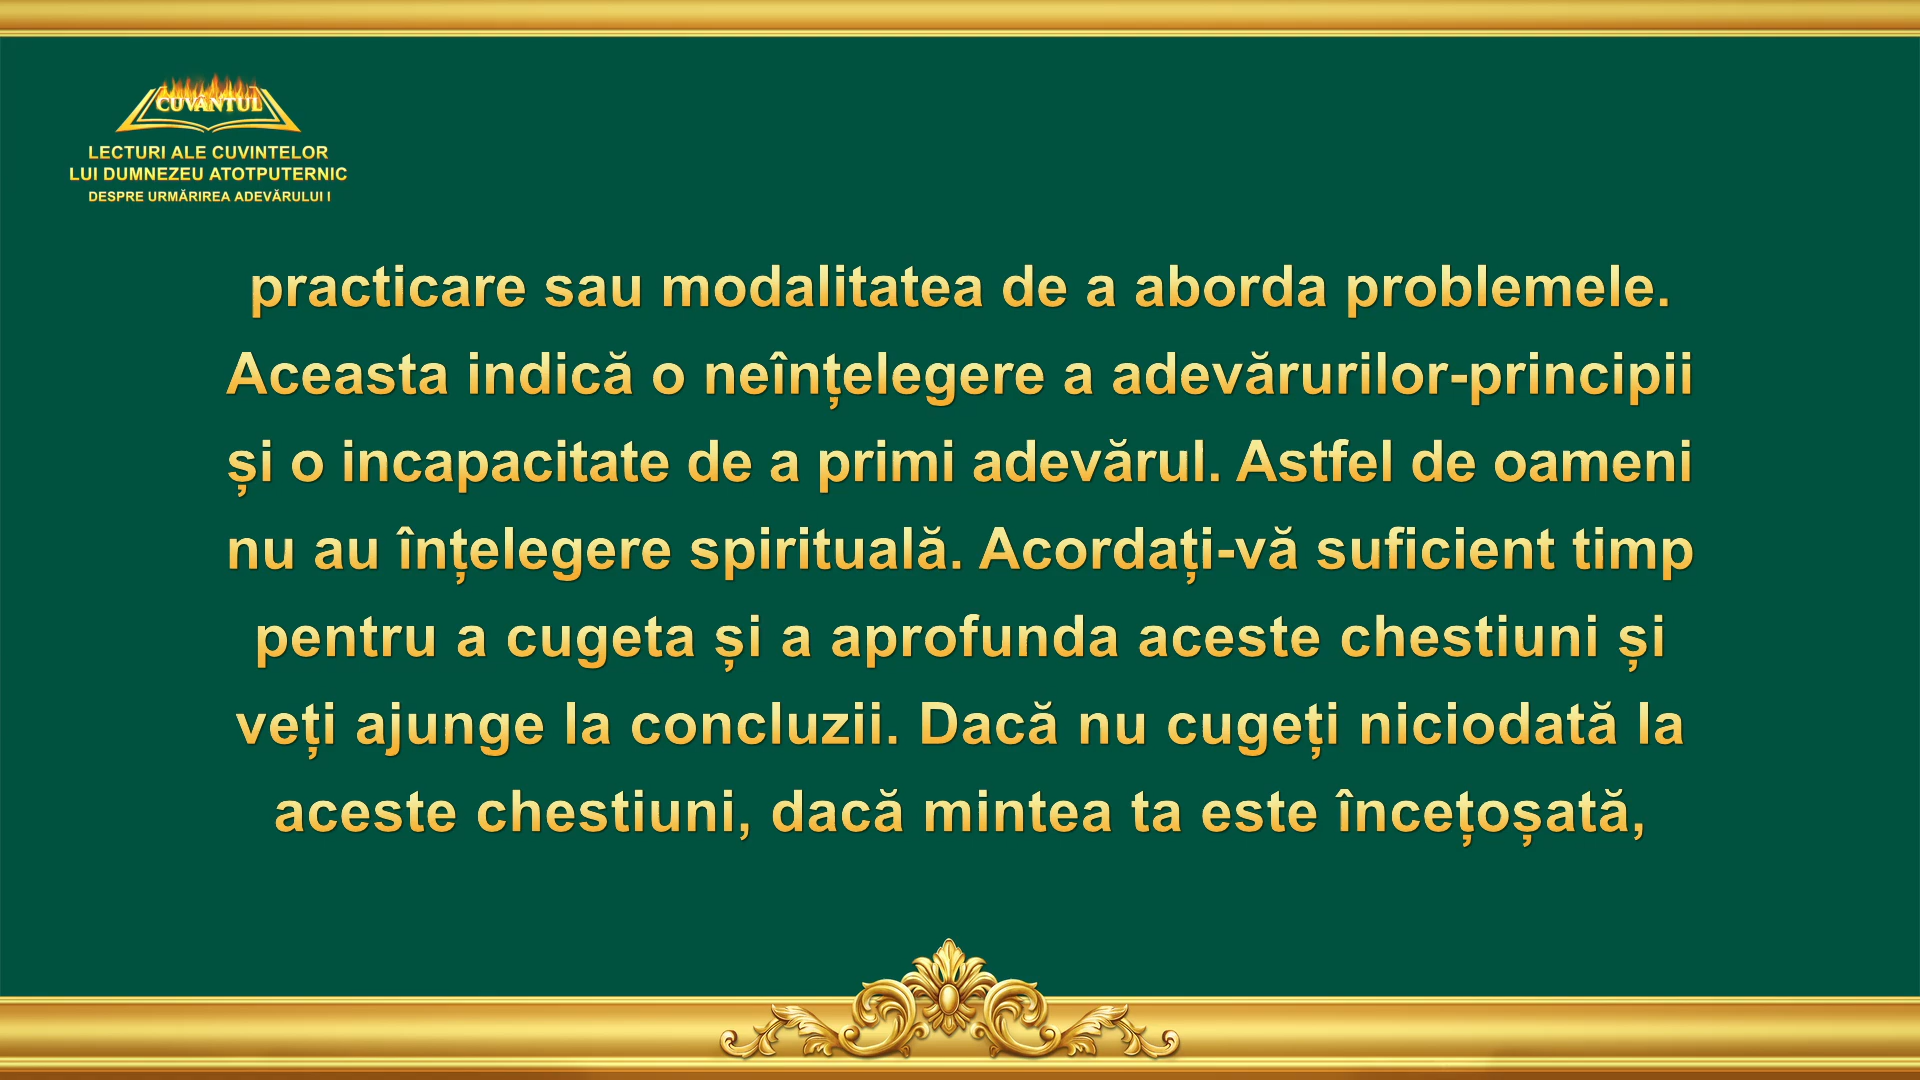 CUVÂNTUL
LECTURI ALE CUVINTELOR
LUI DUMNEZEU ATOTPUTERNIC
DESPRE URMĂRIREA ADEVĂRULUI I
practicare sau modalitatea de a aborda problemele.
Aceasta indică o neînțelegere a adevărurilor-principii
și o incapacitate de a primi adevărul. Astfel de oameni
nu au înțelegere spirituală. Acordați-vă suficient timp
pentru a cugeta și a aprofunda aceste chestiuni și
veți ajunge la concluzii. Dacă nu cugeți niciodată la
aceste chestiuni, dacă mintea ta este încețoșată,